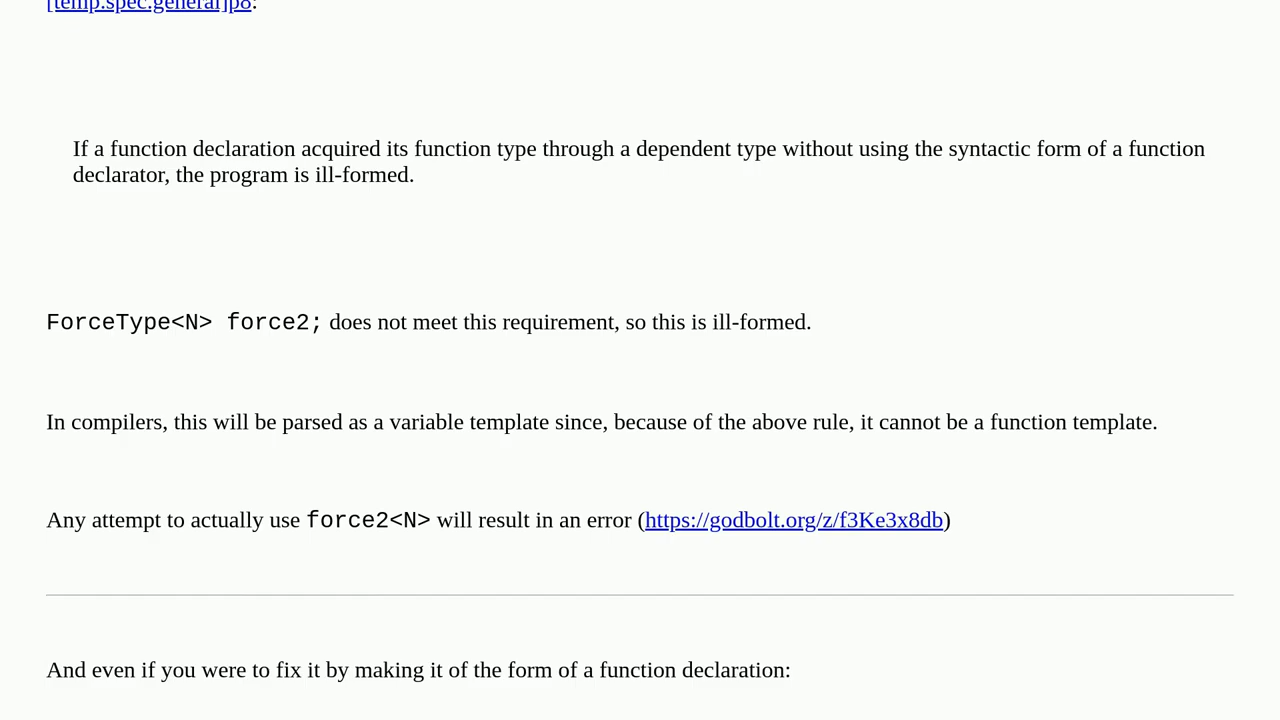 [temp.spec.general]p8:
If a function declaration acquired its function type through a dependent type without using the syntactic form of a function
declarator, the program is ill-formed.
ForceType<N> force2; does not meet this requirement, so this is ill-formed.
In compilers, this will be parsed as a variable template since, because of the above rule, it cannot be a function template.
Any attempt to actually use force2<N> will result in an error (https://godbolt.org/z/f3Ke3x8db)
And even if you were to fix it by making it of the form of a function declaration: